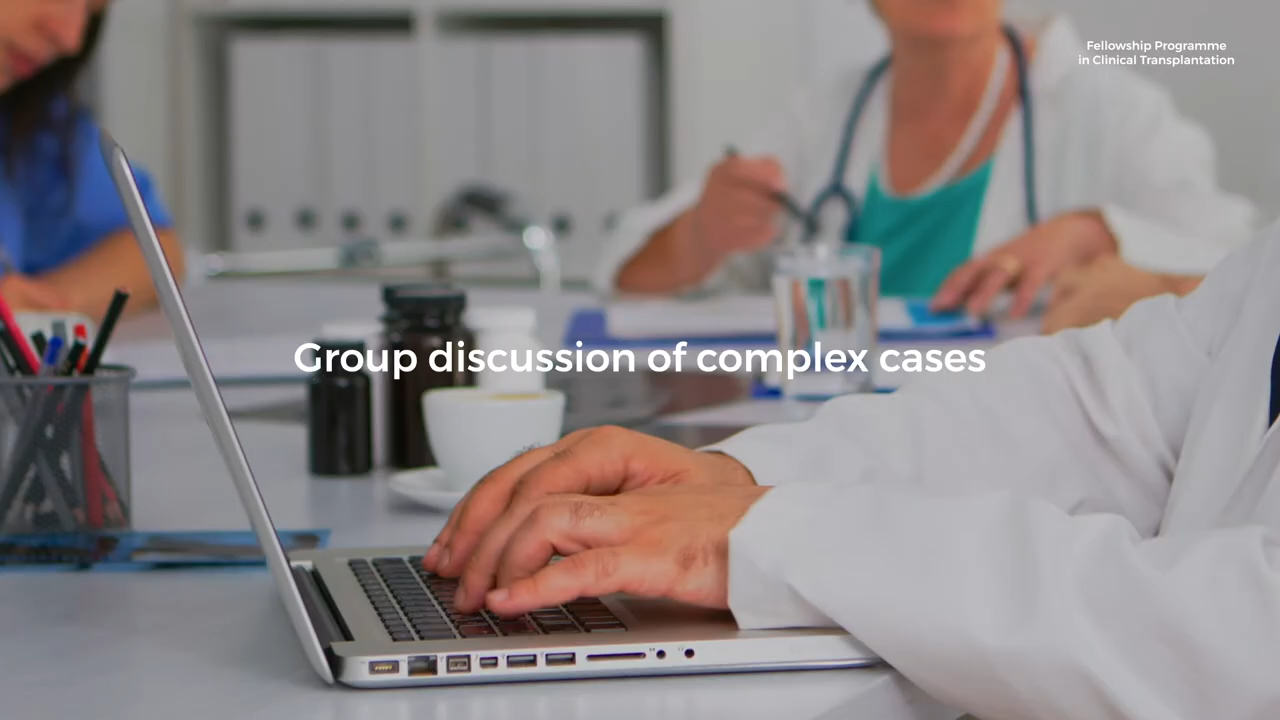 Fellowship Programme
in Clinical Transplantation
Group discussion of complex cases